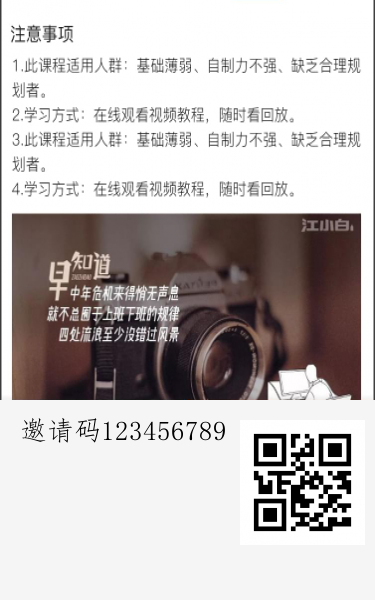 注意事项
1.此课程适用人群：基础薄弱、自制力不强、缺乏合理规
划者。
2.学习方式：在线观看视频教程，随时看回放。
3.此课程适用人群：基础薄弱、自制力不强、缺乏合理规
划者。
4.学习方式：在线观看视频教程，随时看回放。
江小白
早知道
ZAOZHIDAO
中年危机来得悄无声息
就不总囿于上班下班的规律
四处流浪至少没错过风景
邀请码123456789